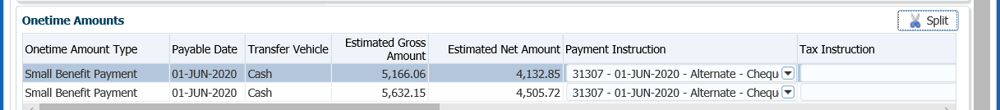 Onetime Amounts
Split
Onetime Amount Type Payable Date Transfer Vehicle Estimated Gross Amount Estimated Net Amount Payment Instruction Tax Instruction
Small Benefit Payment 01-JUN-2020 Cash 5,166.06 4,132.85 31307 - 01-JUN-2020 - Alternate - Chequ
Small Benefit Payment 01-JUN-2020 Cash 5,632.15 4,505.72 31307 - 01-JUN-2020 - Alternate - Chequ